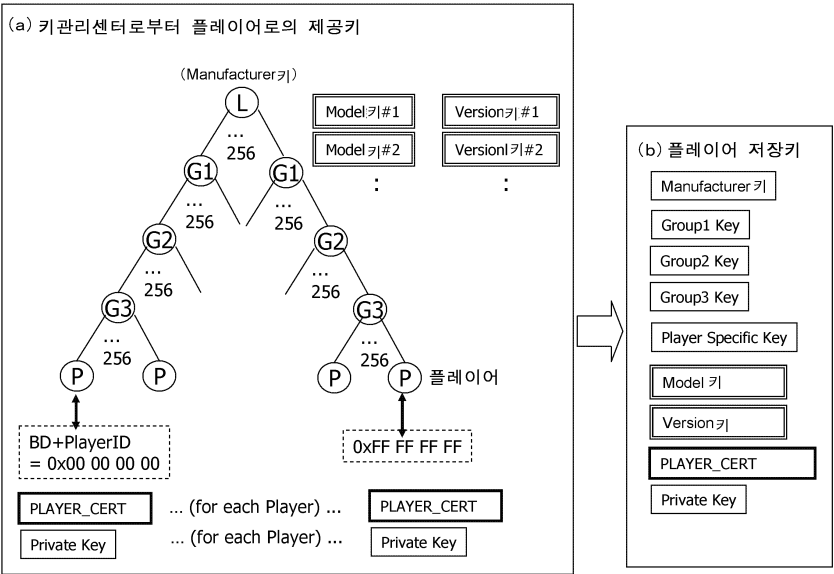 (a) 키관리센터로부터 플레이어로의 제공키
(Manufacturer키)
L
Model키#1
Version키#1
...
256
Model키#2
Versionl키#2
G1
G1
:
:
...
256
...
256
G2
G2
...
256
...
256
G3
G3
...
256
...
256
P
P
P
P
플레이어
BD+PlayerID
= 0x00 00 00 00
0xFF FF FF FF
PLAYER_CERT
... (for each Player) ...
PLAYER_CERT
Private Key
... (for each Player) ...
Private Key
(b) 플레이어 저장키
Manufacturer키
Group1 Key
Group2 Key
Group3 Key
Player Specific Key
Model 키
Version키
PLAYER_CERT
Private Key